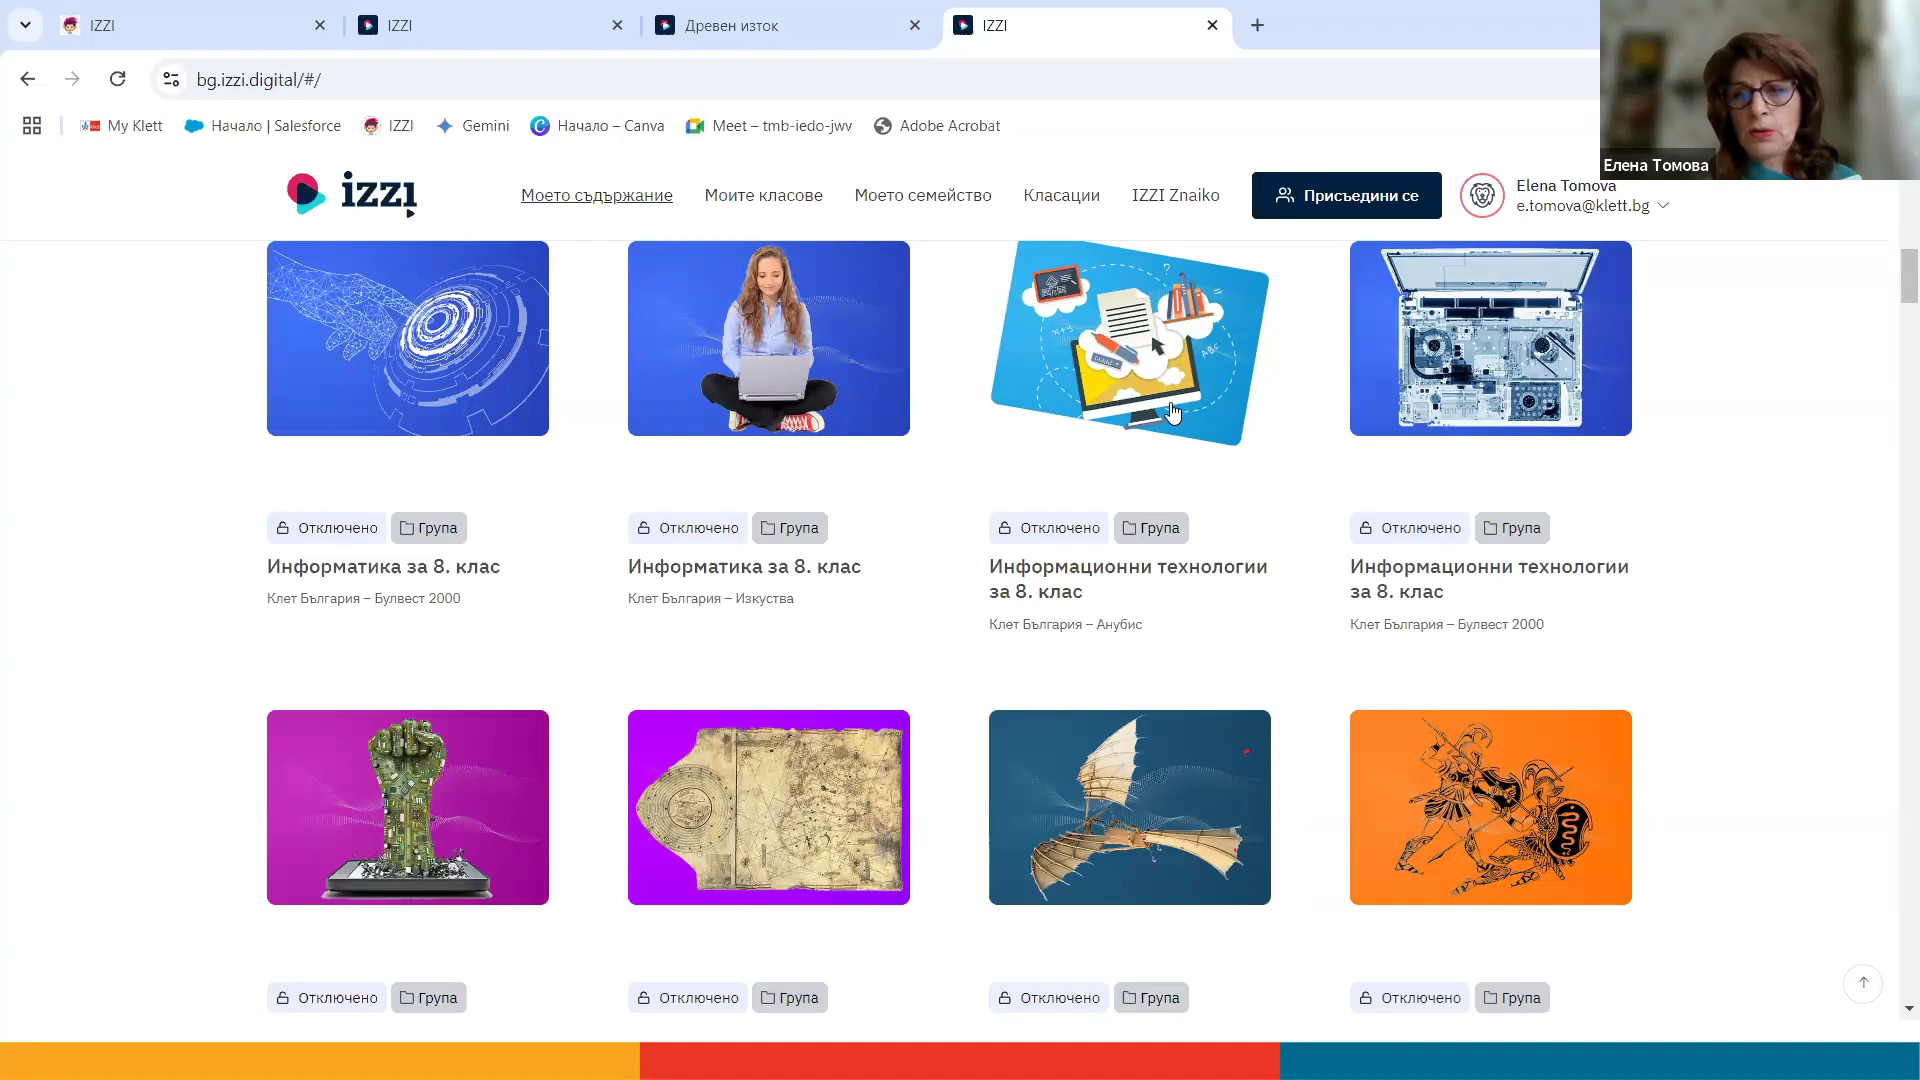 IZZI
IZZI
Древен изток
IZZI
bg.izzi.digital/#/
My Klett
Начало | Salesforce
IZZI
Gemini
Начало – Canva
Meet – tmb-iedo-jwv
Adobe Acrobat
Елена Томова
izzi
Моето съдържание
Моите класове
Моето семейство
Класации
IZZI Znaiko
Присъедини се
Elena Tomova
e.tomova@klett.bg
Отключено Група
Отключено Група
Отключено Група
Отключено Група
Информатика за 8. клас
Клет България – Булвест 2000
Информатика за 8. клас
Клет България – Изкуства
Информационни технологии
за 8. клас
Клет България – Анубис
Информационни технологии
за 8. клас
Клет България – Булвест 2000
Отключено Група
Отключено Група
Отключено Група
Отключено Група